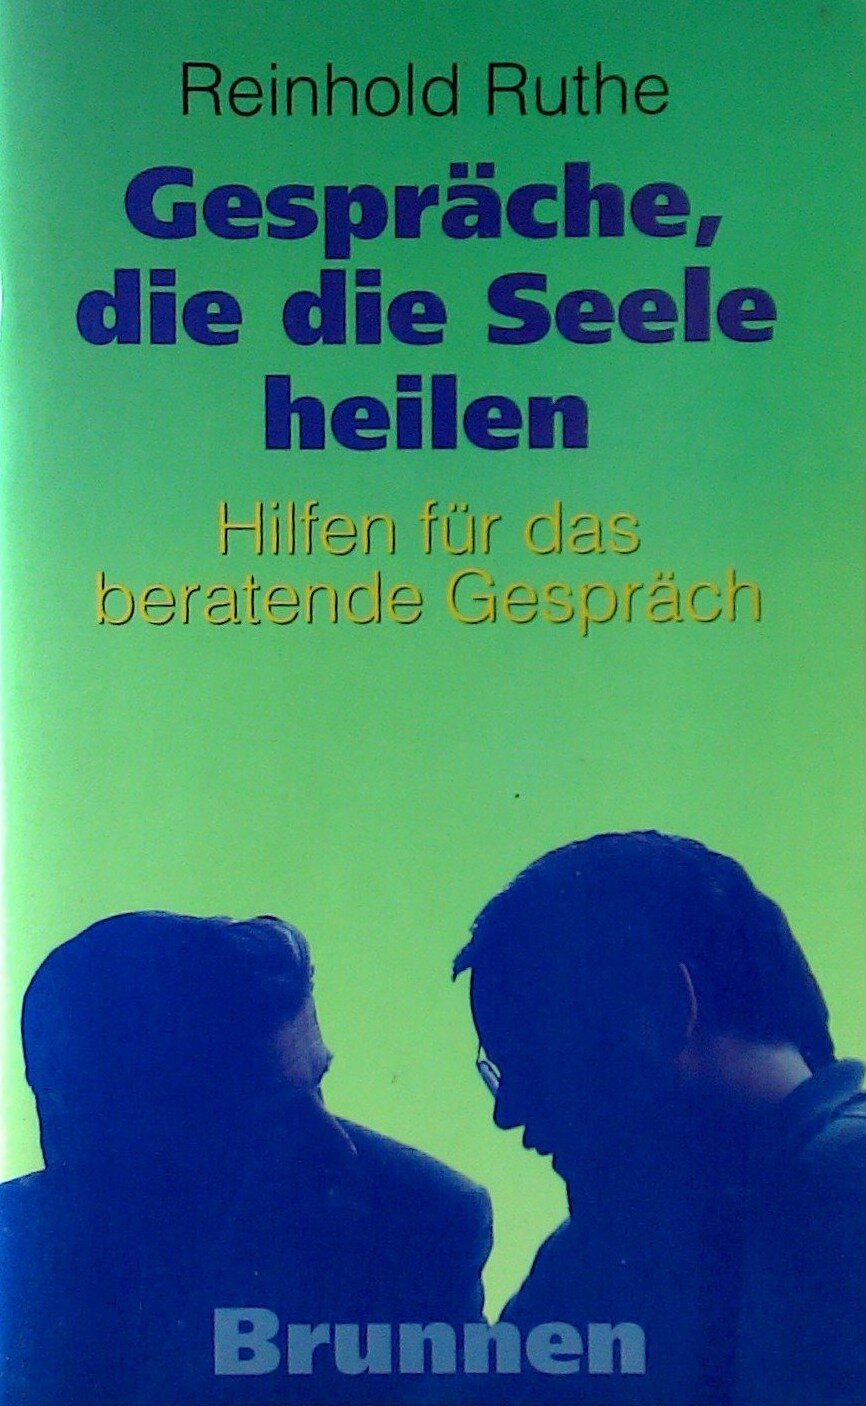 Reinhold Ruthe
Gespräche,
die die Seele
heilen
Hilfen für das
beratende Gespräch
Brunnen